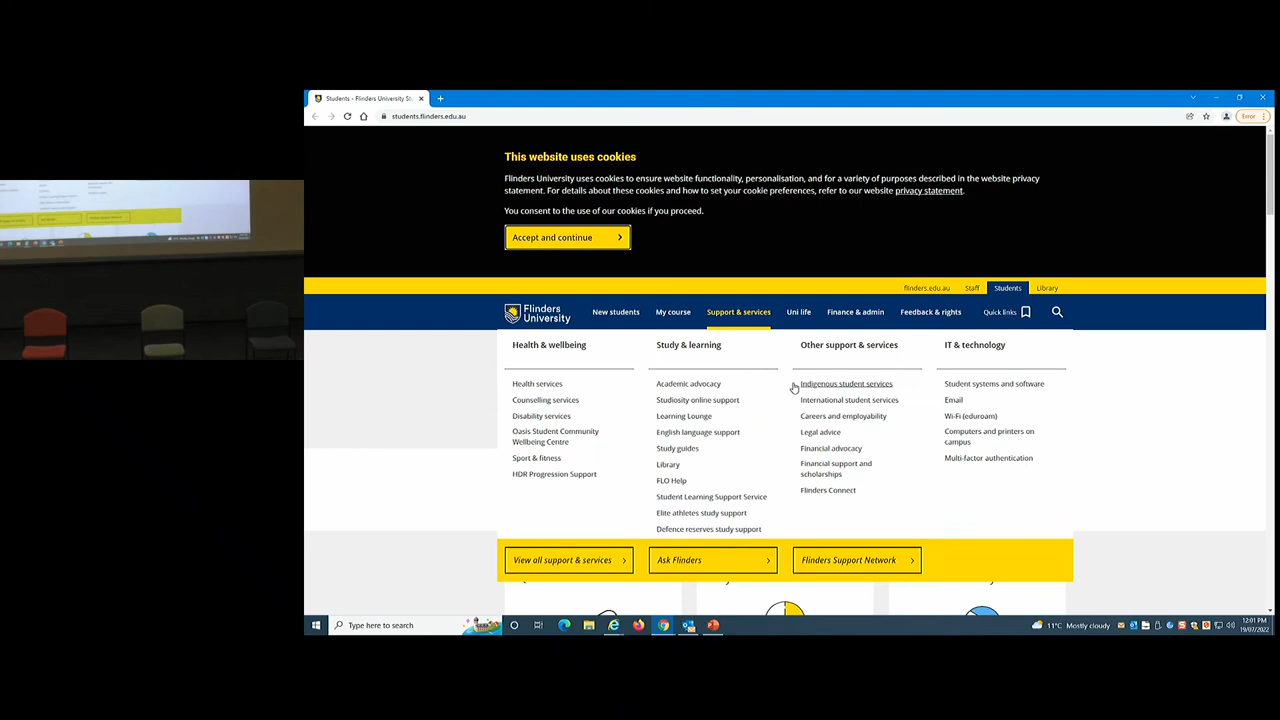 Students - Flinders University St
students.flinders.edu.au
Error
This website uses cookies
Flinders University uses cookies to ensure website functionality, personalisation, and for a variety of purposes described in the website privacy
statement. For details about these cookies and how to set your cookie preferences, refer to our website privacy statement.
You consent to the use of our cookies if you proceed.
Accept and continue
flinders.edu.au Staff Students Library
Flinders University
New students My course Support & services Uni life Finance & admin Feedback & rights Quick links
Health & wellbeing
Health services
Counselling services
Disability services
Oasis Student Community
Wellbeing Centre
Sport & fitness
HDR Progression Support
Study & learning
Academic advocacy
Studiosity online support
Learning Lounge
English language support
Study guides
Library
FLO Help
Student Learning Support Service
Elite athletes study support
Defence reserves study support
Other support & services
Indigenous student services
International student services
Careers and employability
Legal advice
Financial advocacy
Financial support and
scholarships
Flinders Connect
IT & technology
Student systems and software
Email
Wi-Fi (eduroam)
Computers and printers on
campus
Multi-factor authentication
View all support & services Ask Flinders Flinders Support Network
Type here to search
11°C Mostly cloudy
12:01 PM
19/07/2022